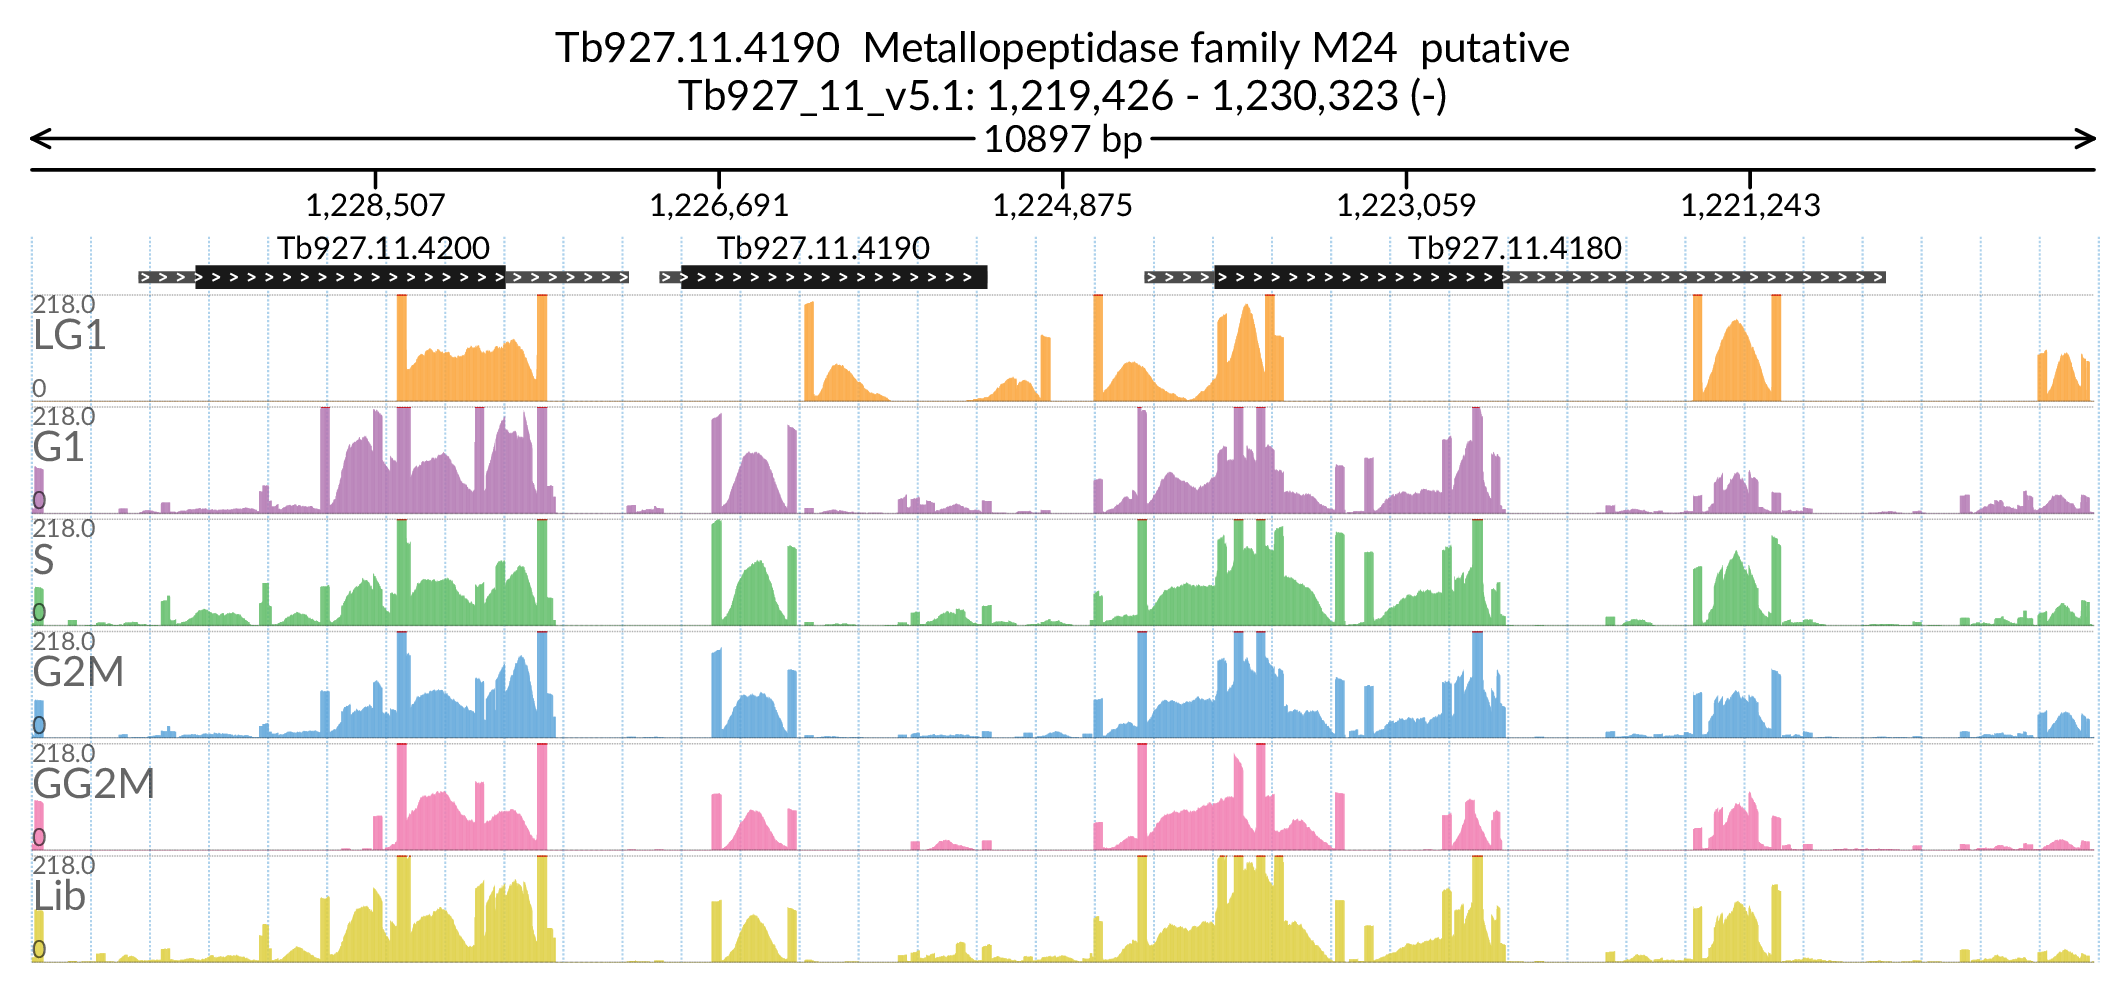 Tb927.11.4190 Metallopeptidase family M24 putative
Tb927_11_v5.1: 1,219,426 - 1,230,323 (-)
10897 bp
1,228,507 1,226,691 1,224,875 1,223,059 1,221,243
Tb927.11.4200 Tb927.11.4190 Tb927.11.4180
218.0
LG1
0
218.0
G1
0
218.0
S
0
218.0
G2M
0
218.0
GG2M
0
218.0
Lib
0